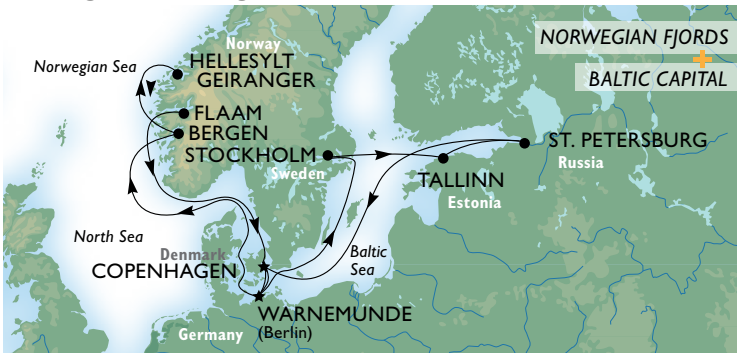 NORWEGIAN FJORDS
BALTIC CAPITAL
Norway
Norwegian Sea
HELLESYLT
GEIRANGER
FLAAM
BERGEN
STOCKHOLM
Sweden
ST. PETERSBURG
Russia
TALLINN
Estonia
North Sea
Denmark
COPENHAGEN
Baltic
Sea
WARNEMUNDE
(Berlin)
Germany